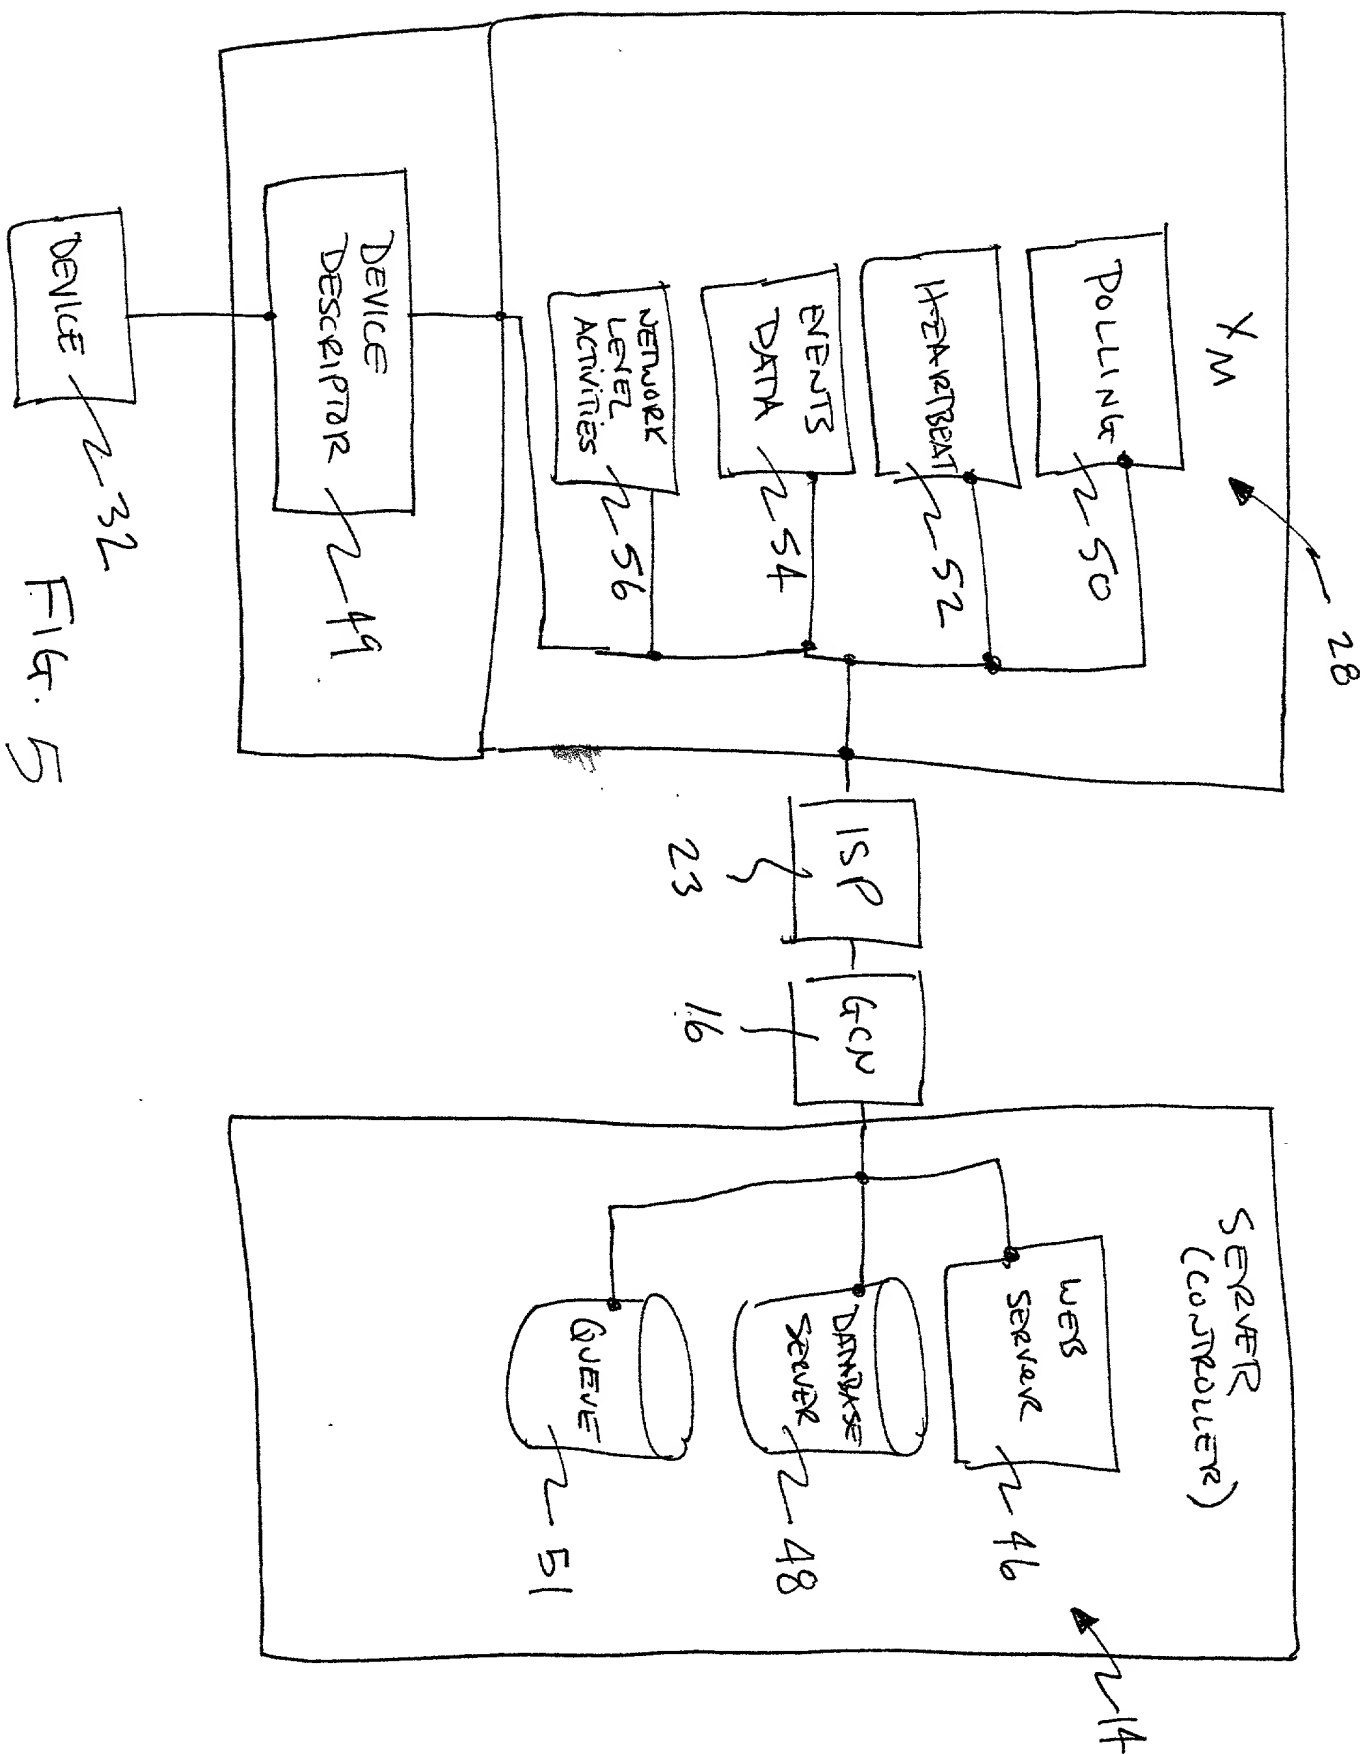 28
XM
POLLING
50
HEARTBEAT
52
EVENTS
DATA
54
NETWORK
LEVEL
ACTIVITIES
56
DEVICE
DESCRIPTOR
49
DEVICE
32
ISP
23
GCN
16
SERVER
(CONTROLLER)
WEB
SERVER
46
DATABASE
SERVER
48
QUEUE
51
14
FIG. 5